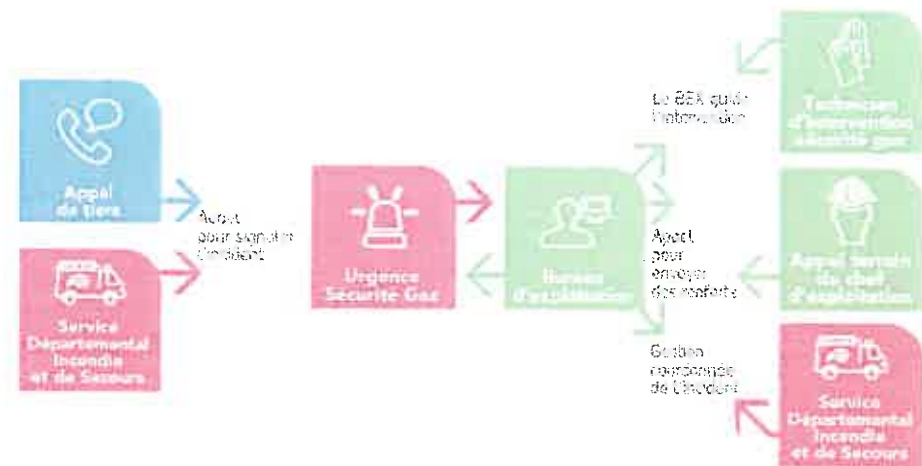 Appel
de tiers
Service
Départemental
Incendie
et de Secours
Appel
pour signaler
l'incident
Urgence
Sécurité Gaz
Bureau
d'exploitation
Le BEX guide
l'intervention
Appel
pour
envoyer
des renforts
Gestion
coordonnée
de l'incident
Technicien
d'intervention
sécurité gaz
Appui terrain
du chef
d'exploitation
Service
Départemental
Incendie
et de Secours